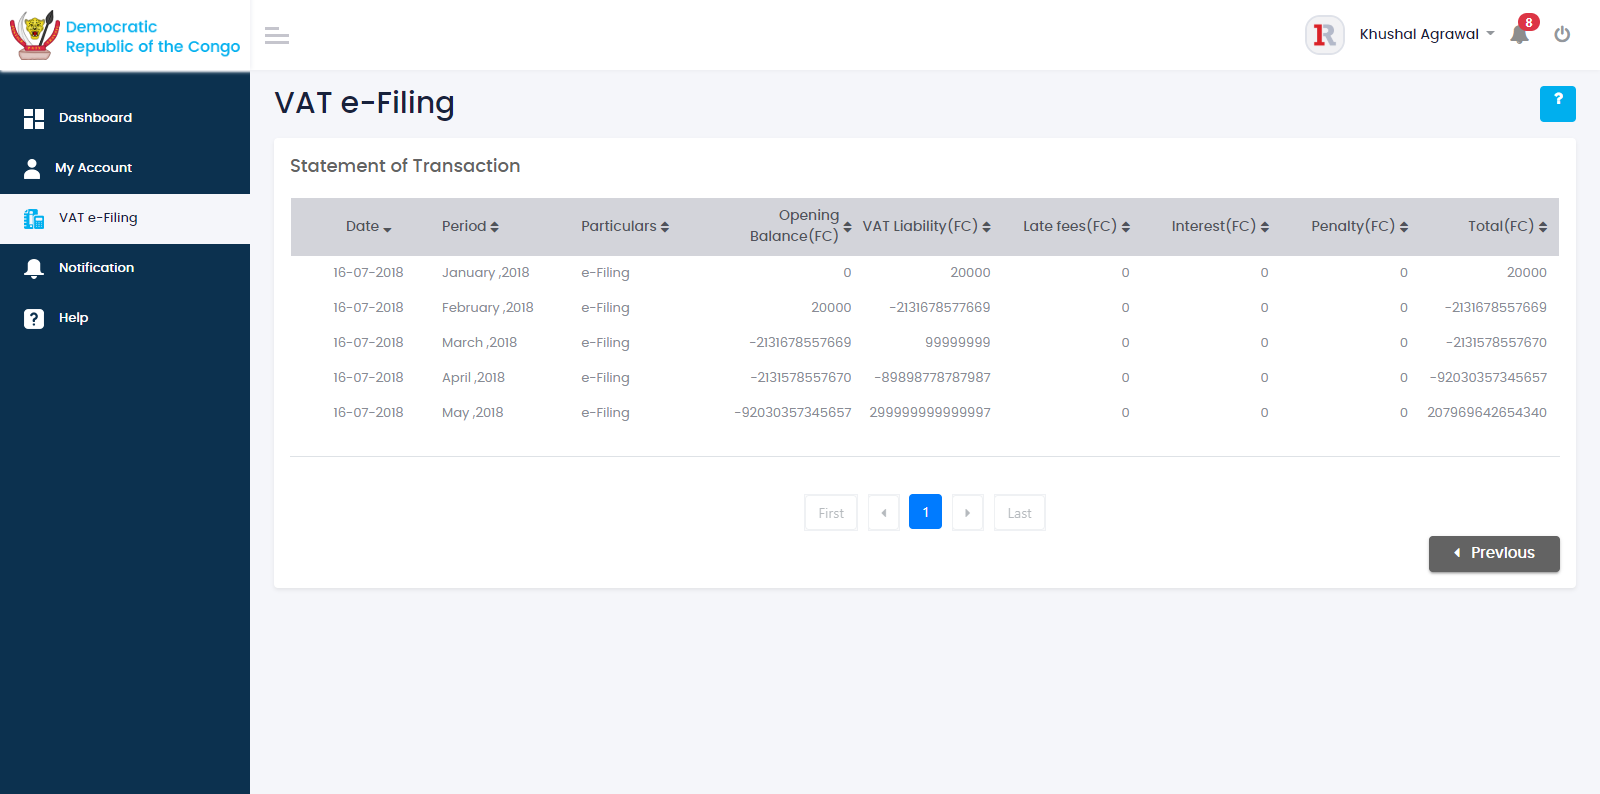 Democratic
Republic of the Congo
Khushal Agrawal
8
Dashboard
My Account
VAT e-Filing
Notification
Help
VAT e-Filing
?
Statement of Transaction
Date Period Particulars Opening Balance(FC) VAT Liability(FC) Late fees(FC) Interest(FC) Penalty(FC) Total(FC)
16-07-2018 January ,2018 e-Filing 0 20000 0 0 0 20000
16-07-2018 February ,2018 e-Filing 20000 -2131678577669 0 0 0 -2131678557669
16-07-2018 March ,2018 e-Filing -2131678557669 99999999 0 0 0 -2131578557670
16-07-2018 April ,2018 e-Filing -2131578557670 -89898778787987 0 0 0 -92030357345657
16-07-2018 May ,2018 e-Filing -92030357345657 299999999999997 0 0 0 207969642654340
First 1 Last
Previous